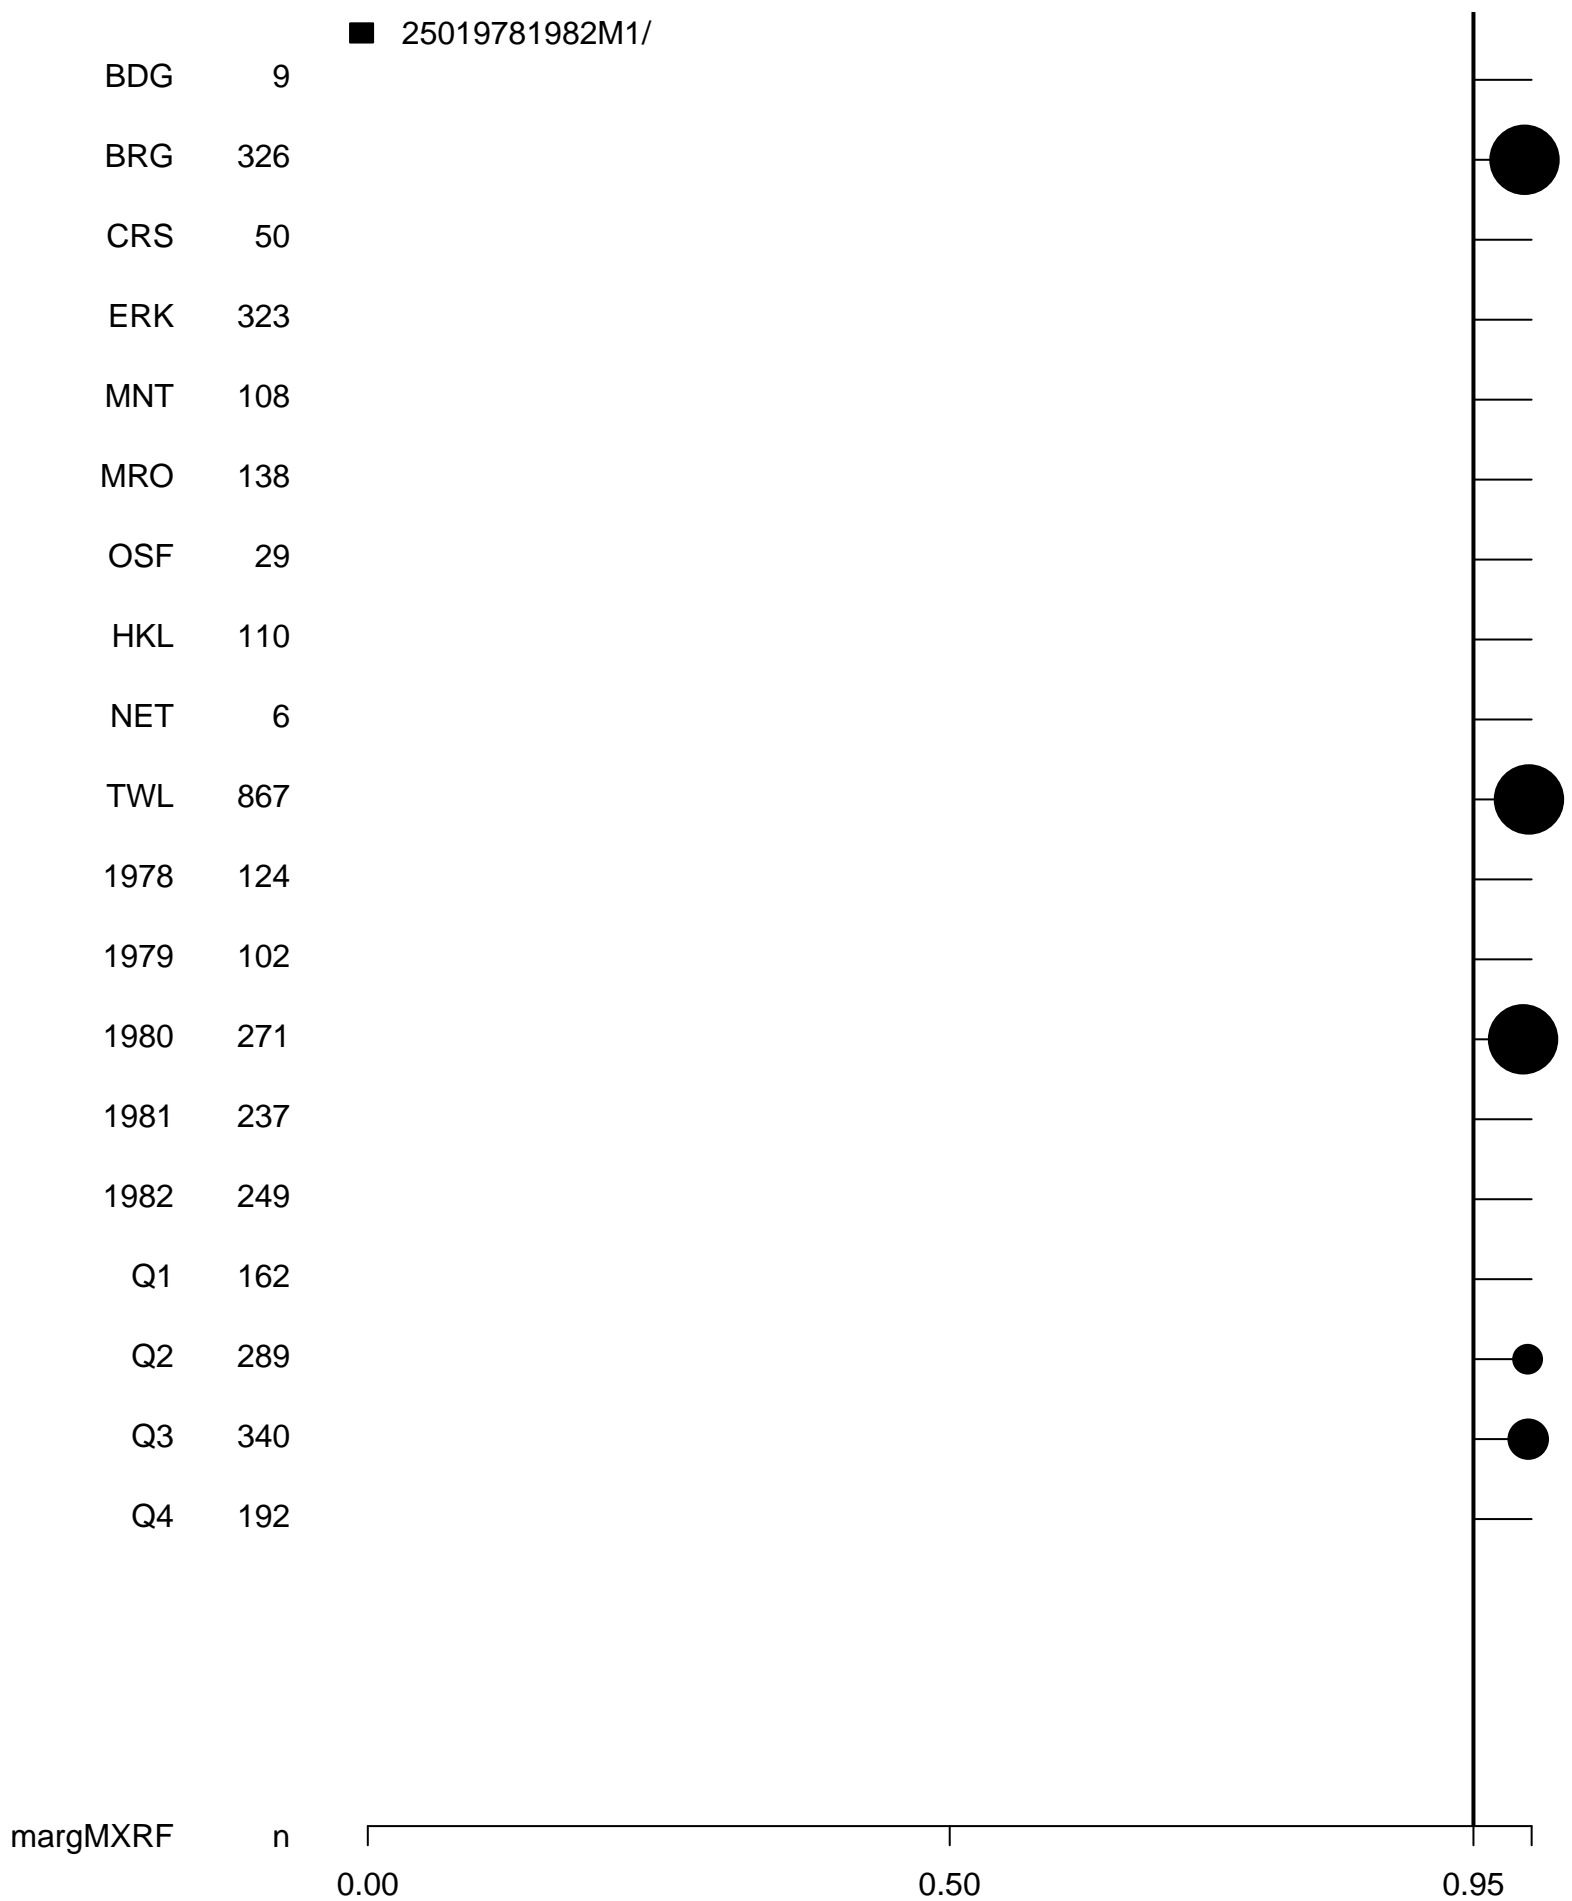 25019781982M1/
BDG 9
BRG 326
CRS 50
ERK 323
MNT 108
MRO 138
OSF 29
HKL 110
NET 6
TWL 867
1978 124
1979 102
1980 271
1981 237
1982 249
Q1 162
Q2 289
Q3 340
Q4 192
margMXRF n
0.00 0.50 0.95